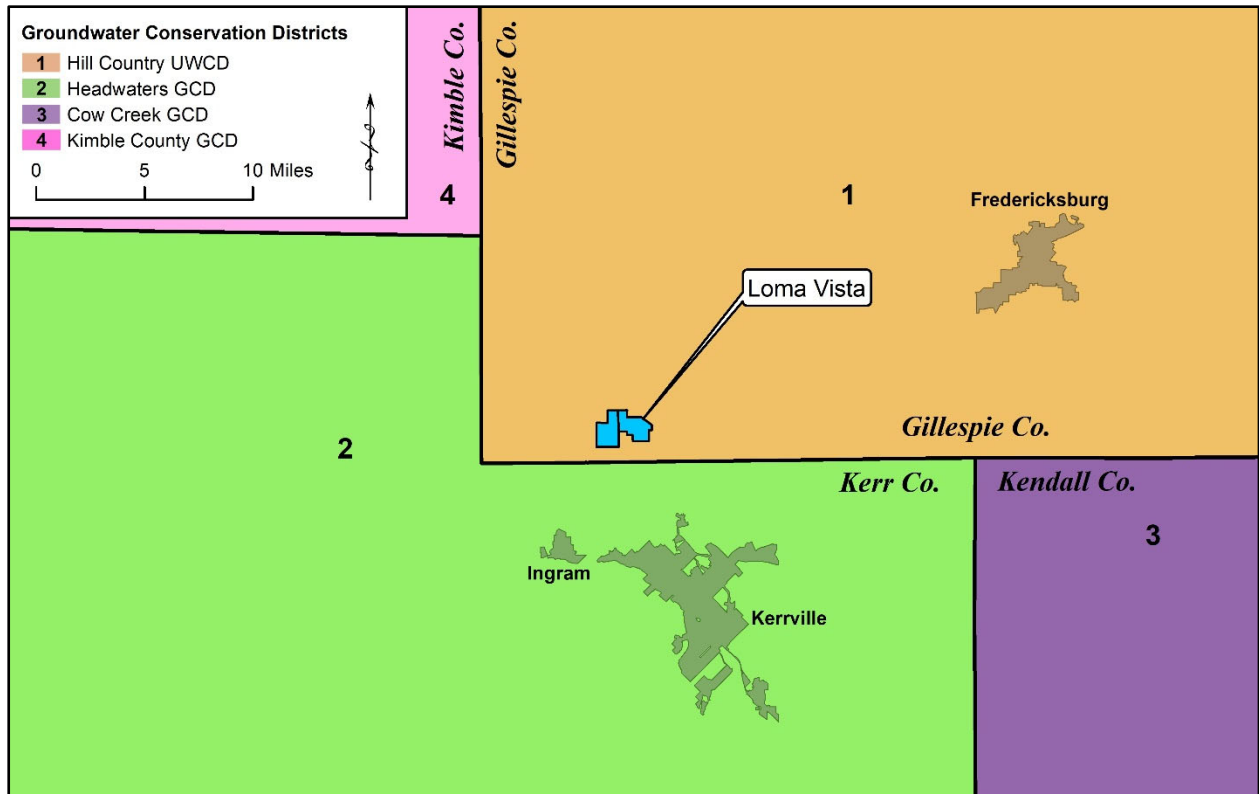 Groundwater Conservation Districts
1 Hill Country UWCD
2 Headwaters GCD
3 Cow Creek GCD
4 Kimble County GCD
0 5 10 Miles
Kimble Co.
Gillespie Co.
4
1
Fredericksburg
Loma Vista
2
Gillespie Co.
Kerr Co.
Kendall Co.
3
Ingram
Kerrville